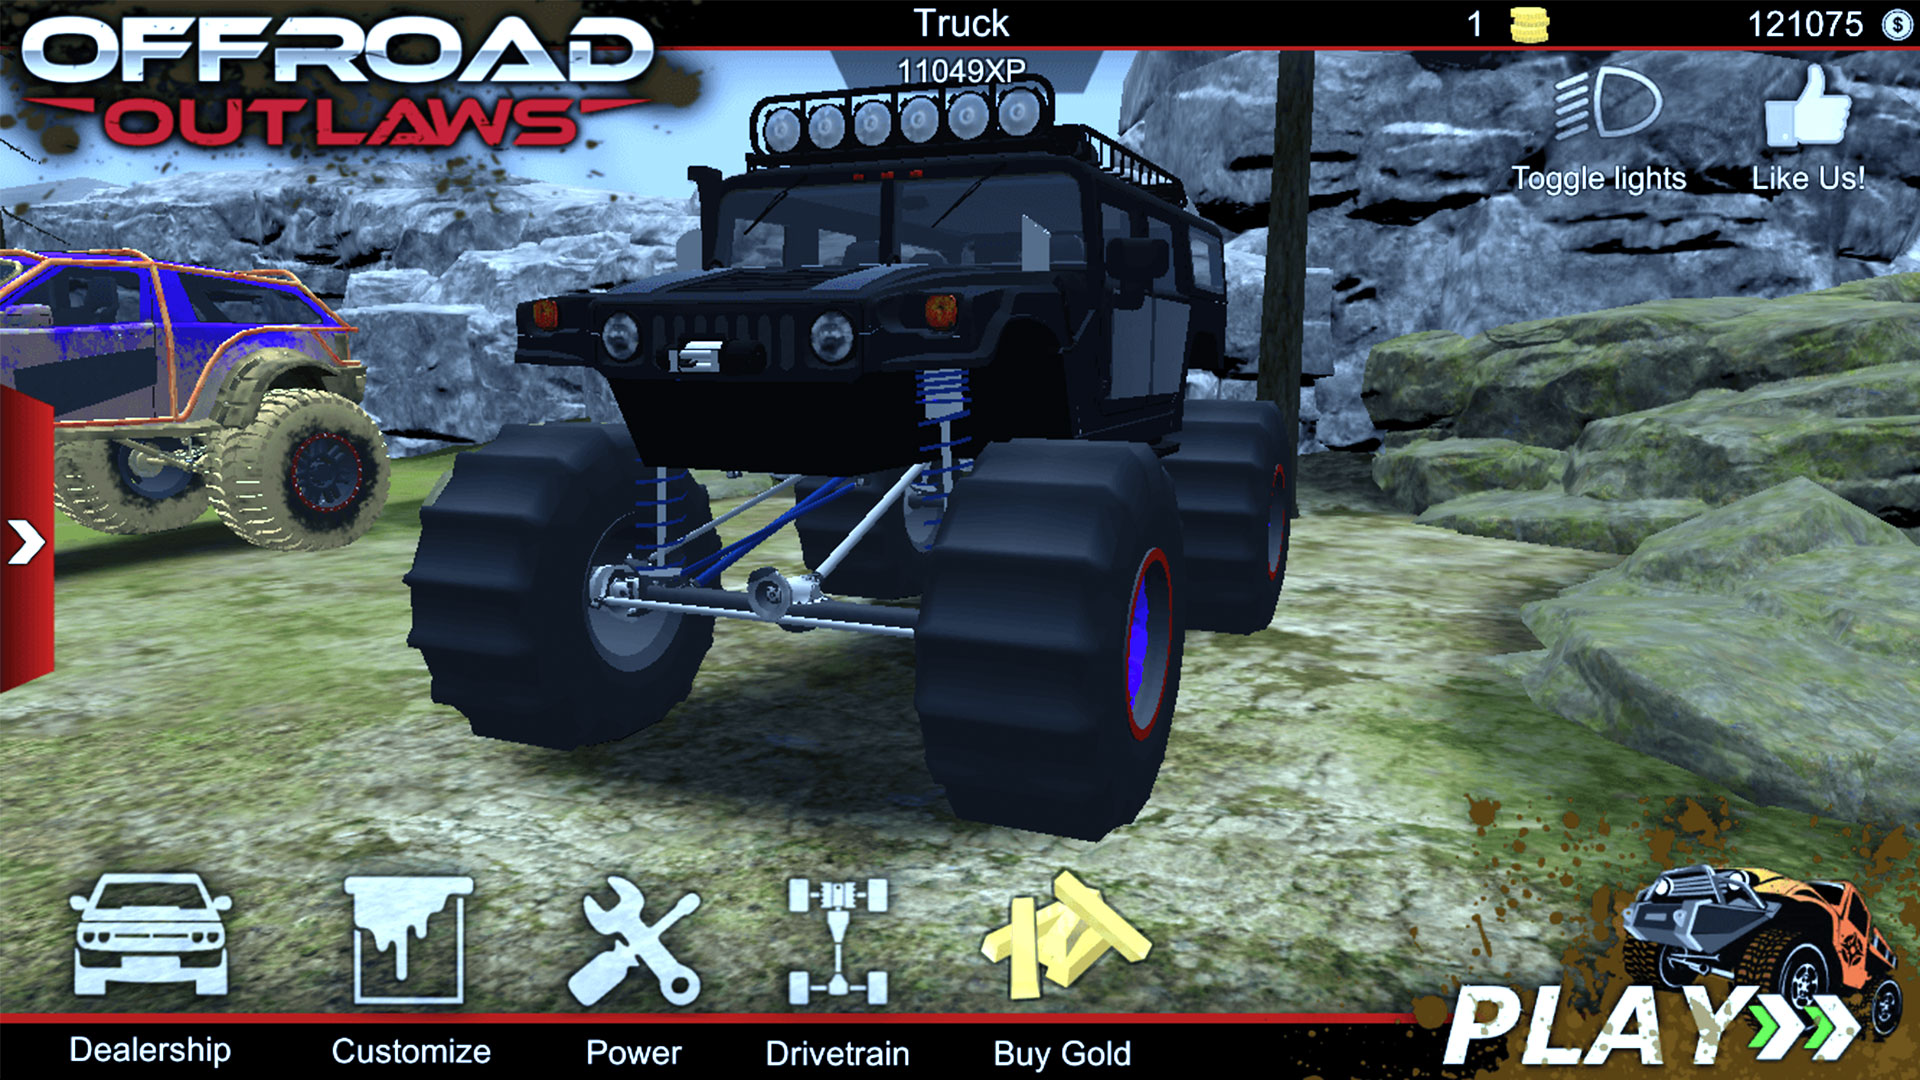 OFFROAD
OUTLAWS
Truck
11049XP
1
121075
Toggle lights
Like Us!
Dealership
Customize
Power
Drivetrain
Buy Gold
PLAY